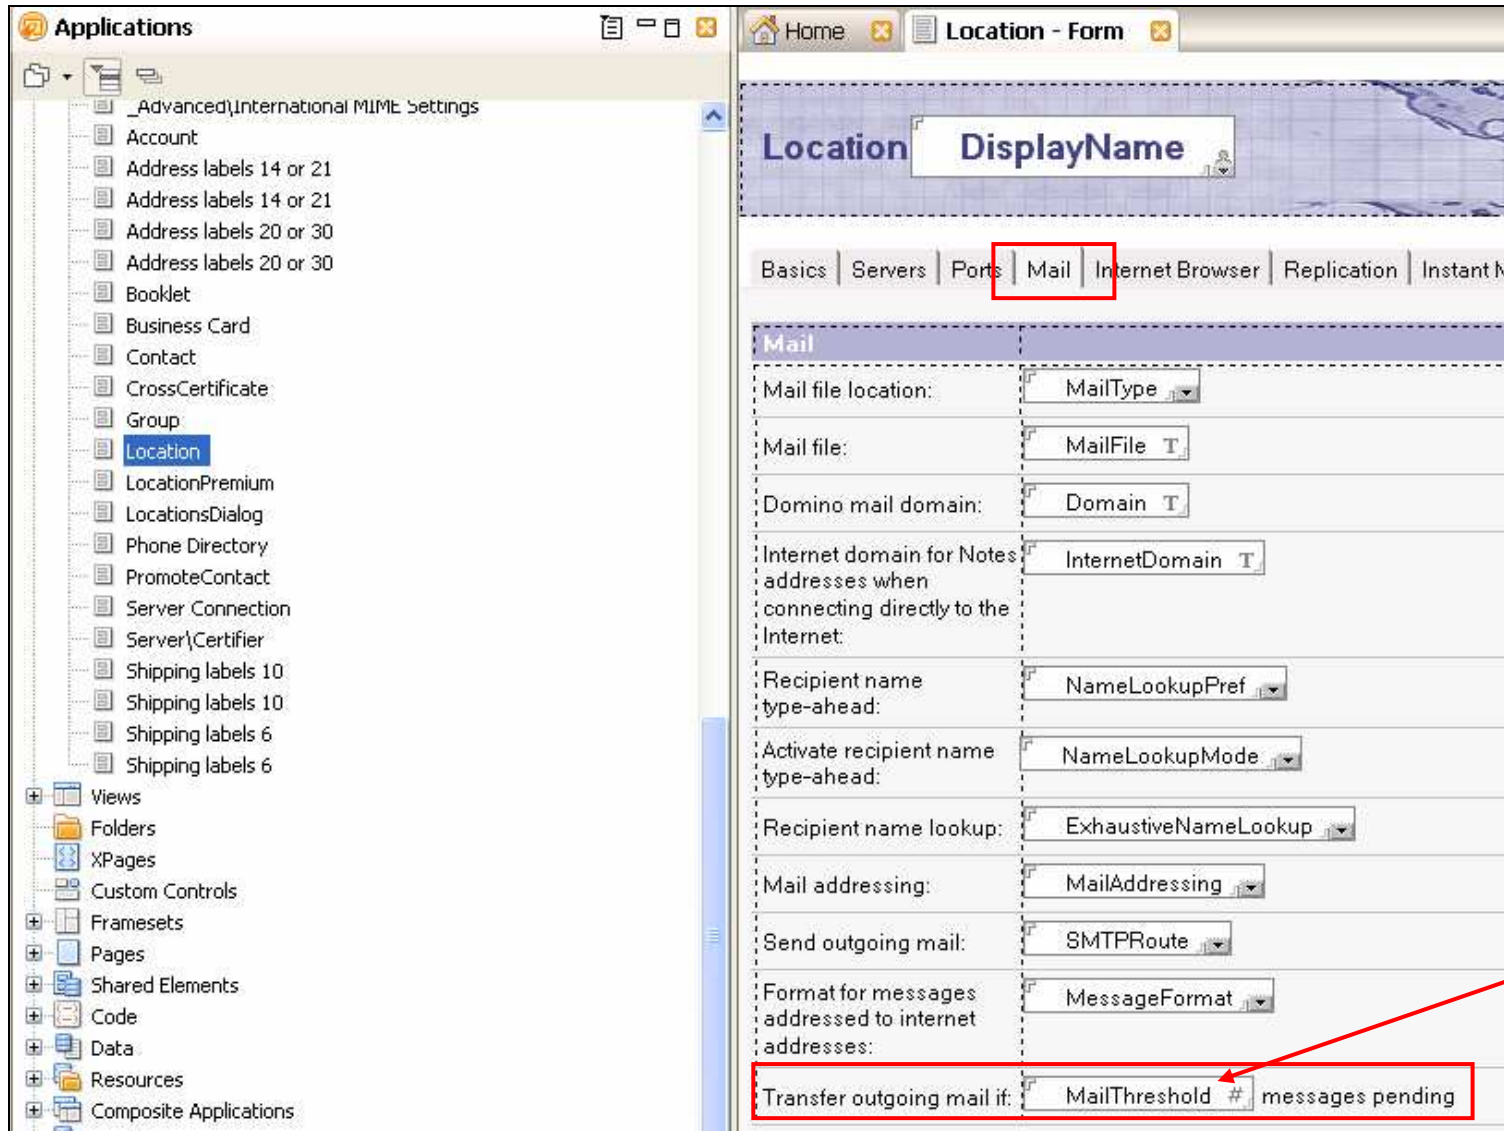 Applications
_Advanced\International MIME Settings
Account
Address labels 14 or 21
Address labels 14 or 21
Address labels 20 or 30
Address labels 20 or 30
Booklet
Business Card
Contact
CrossCertificate
Group
Location
LocationPremium
LocationsDialog
Phone Directory
PromoteContact
Server Connection
Server\Certifier
Shipping labels 10
Shipping labels 10
Shipping labels 6
Shipping labels 6
Views
Folders
XPages
Custom Controls
Framesets
Pages
Shared Elements
Code
Data
Resources
Composite Applications
Home Location - Form
Location DisplayName
Basics Servers Ports Mail Internet Browser Replication Instant
Mail
Mail file location: MailType
Mail file: MailFile T
Domino mail domain: Domain T
Internet domain for Notes InternetDomain T
addresses when
connecting directly to the
Internet:
Recipient name NameLookupPref
type-ahead:
Activate recipient name NameLookupMode
type-ahead:
Recipient name lookup: ExhaustiveNameLookup
Mail addressing: MailAddressing
Send outgoing mail: SMTPRoute
Format for messages MessageFormat
addressed to internet
addresses:
Transfer outgoing mail if: MailThreshold # messages pending